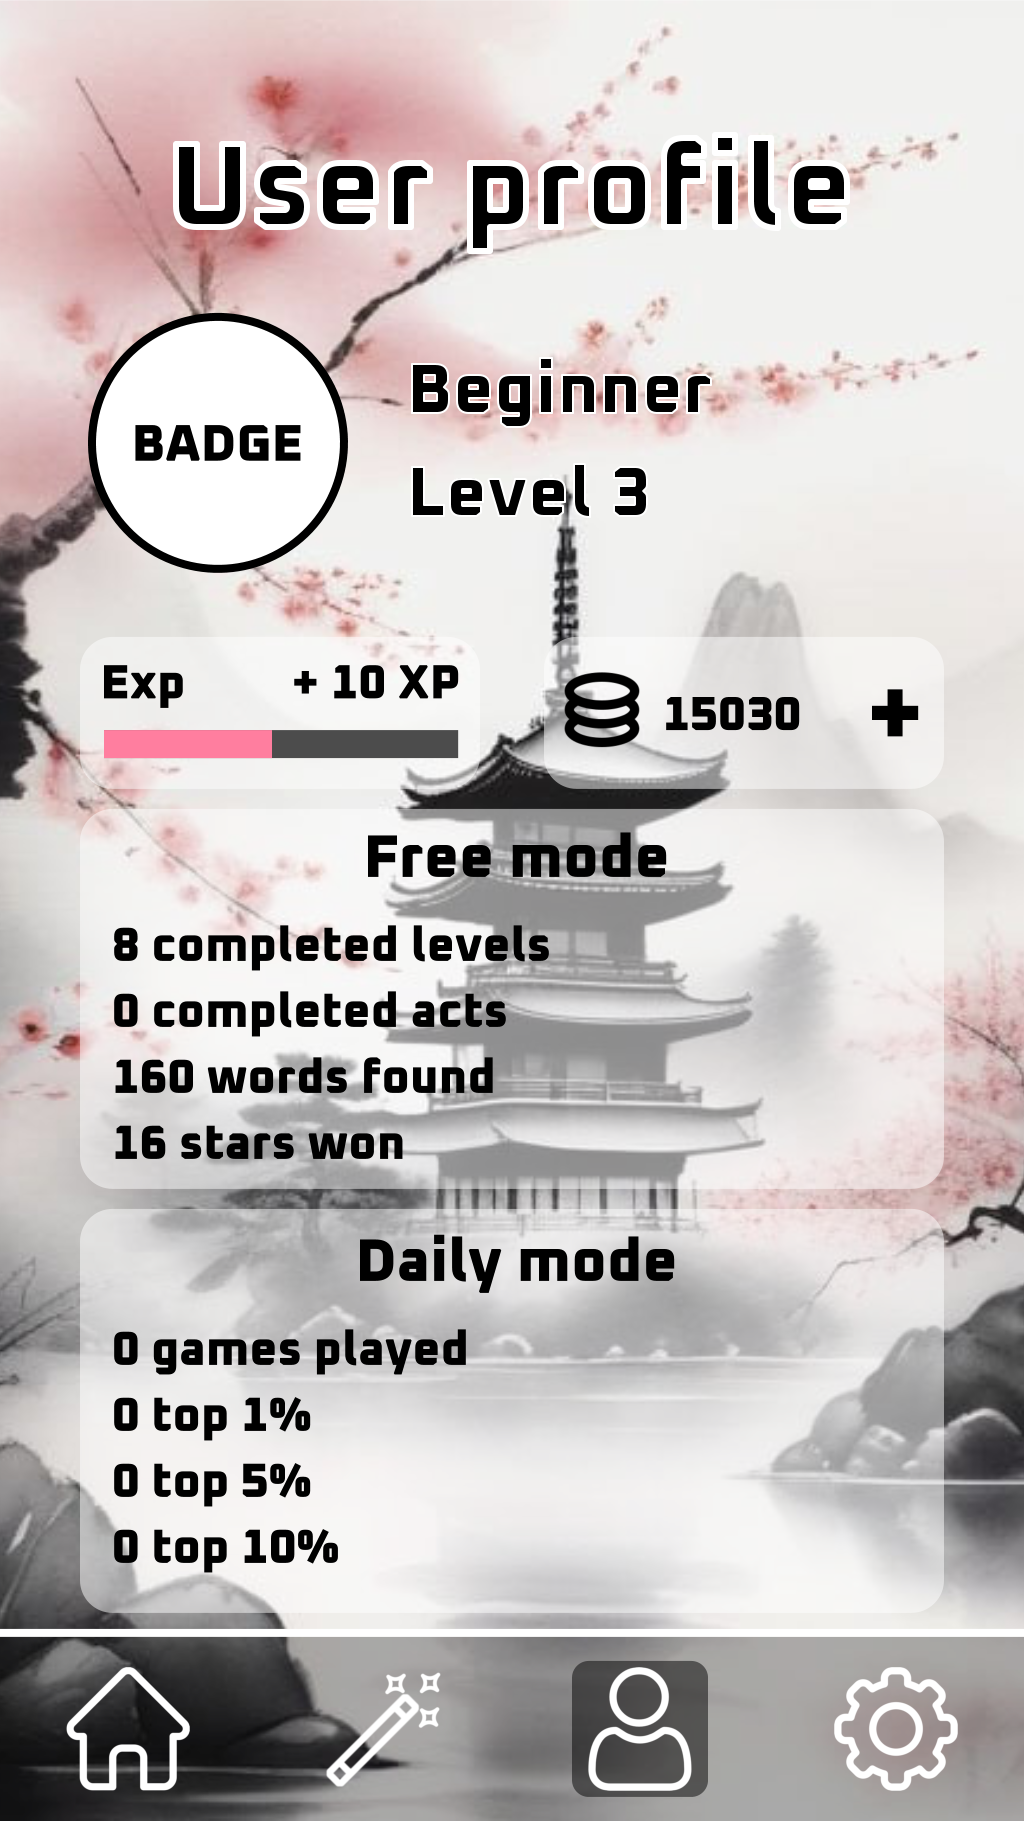 User profile
BADGE
Beginner
Level 3
Exp + 10 XP
15030 +
Free mode
8 completed levels
0 completed acts
160 words found
16 stars won
Daily mode
0 games played
0 top 1%
0 top 5%
0 top 10%